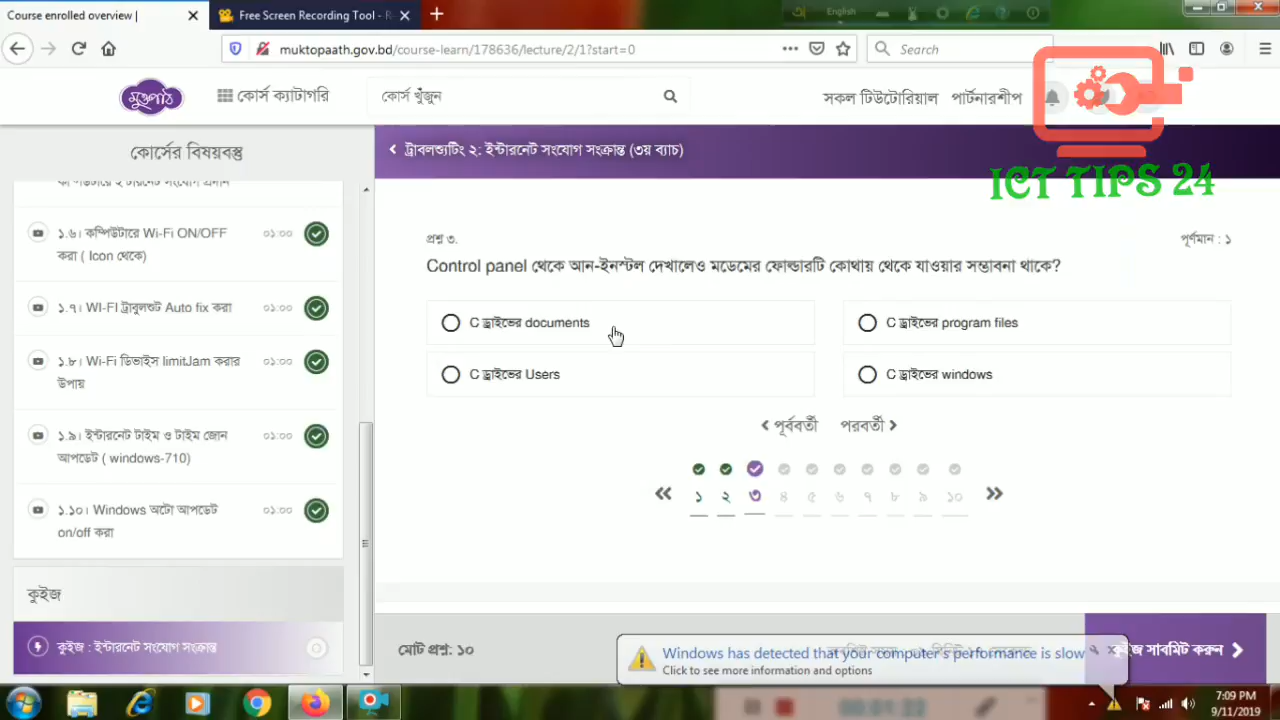 Course enrolled overview |
Free Screen Recording Tool - R
English
muktopaath.gov.bd/course-learn/178636/lecture/2/1?start=0
Search
মুক্তপাঠ
কোর্স ক্যাটাগরি
কোর্স খুঁজুন
সকল টিউটোরিয়াল
পার্টনারশীপ
ICT TIPS 24
কোর্সের বিষয়বস্তু
ট্রাবলশ্যুটিং ২: ইন্টারনেট সংযোগ সংক্রান্ত (৩য় ব্যাচ)
১.৬। কম্পিউটারে Wi-Fi ON/OFF
করা ( Icon থেকে)
০১:০০
১.৭। WI-FI ট্রাবুলশুট Auto fix করা
০১:০০
১.৮। Wi-Fi ডিভাইস limitJam করার
উপায়
০১:০০
১.৯। ইন্টারনেট টাইম ও টাইম জোন
আপডেট ( windows-710)
০১:০০
১.১০। Windows অটো আপডেট
on/off করা
০১:০০
কুইজ
কুইজ : ইন্টারনেট সংযোগ সংক্রান্ত
প্রশ্ন ৩.
পূর্ণমান : ১
Control panel থেকে আন-ইনস্টল দেখালেও মডেমের ফোল্ডারটি কোথায় থেকে যাওয়ার সম্ভাবনা থাকে?
C ড্রাইভের documents
C ড্রাইভের program files
C ড্রাইভের Users
C ড্রাইভের windows
পূর্ববর্তী
পরবর্তী
১ ২ ৩ ৪ ৫ ৬ ৭ ৮ ৯ ১০
মোট প্রশ্ন: ১০
সাবমিট করুন
Windows has detected that your computer's performance is slow
Click to see more information and options
00:01:22
7:09 PM
9/11/2019